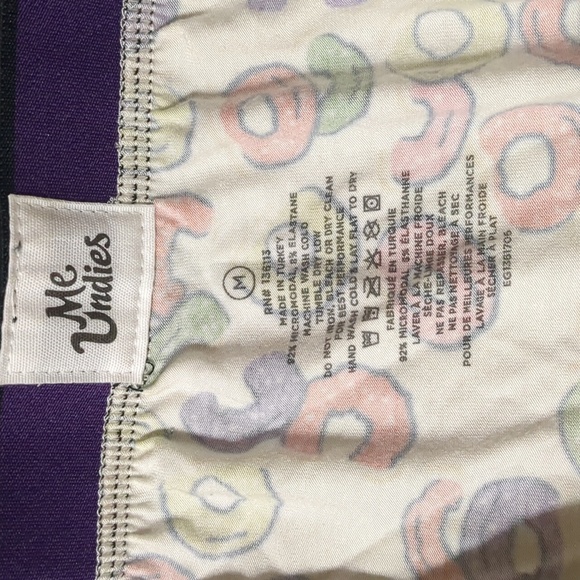 Me
Undies
M
RN# 136113
MADE IN TURKEY
92% MICROMODAL, 8% ELASTANE
MACHINE WASH COLD
TUMBLE DRY LOW
DO NOT IRON, BLEACH OR DRY CLEAN
FOR BEST PERFORMANCE
HAND WASH COLD & LAY FLAT TO DRY
FABRIQUÉ EN TURQUIE
92% MICROMODAL 8% ÉLASTHANNE
LAVER À LA MACHINE FROIDE
SÈCHE-LINGE DOUX
NE PAS REPASSER, BLEACH
NE PAS NETTOYAGE À SEC
POUR DE MEILLEURES PERFORMANCES
LAVAGE À LA MAIN FROIDE
SÉCHER À PLAT
EG1361705